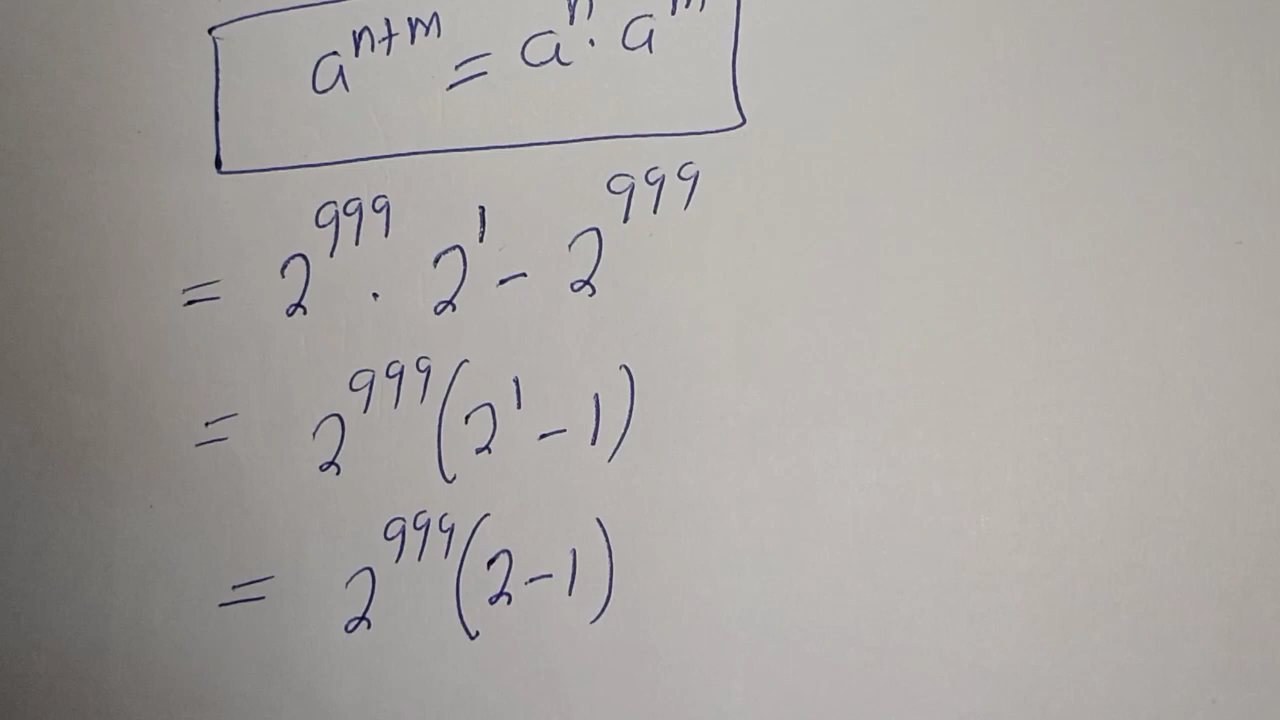 a^{n+m} = a^n · a^m
= 2^{999} · 2^1 - 2^{999}
= 2^{999}(2^1 - 1)
= 2^{999}(2 - 1)